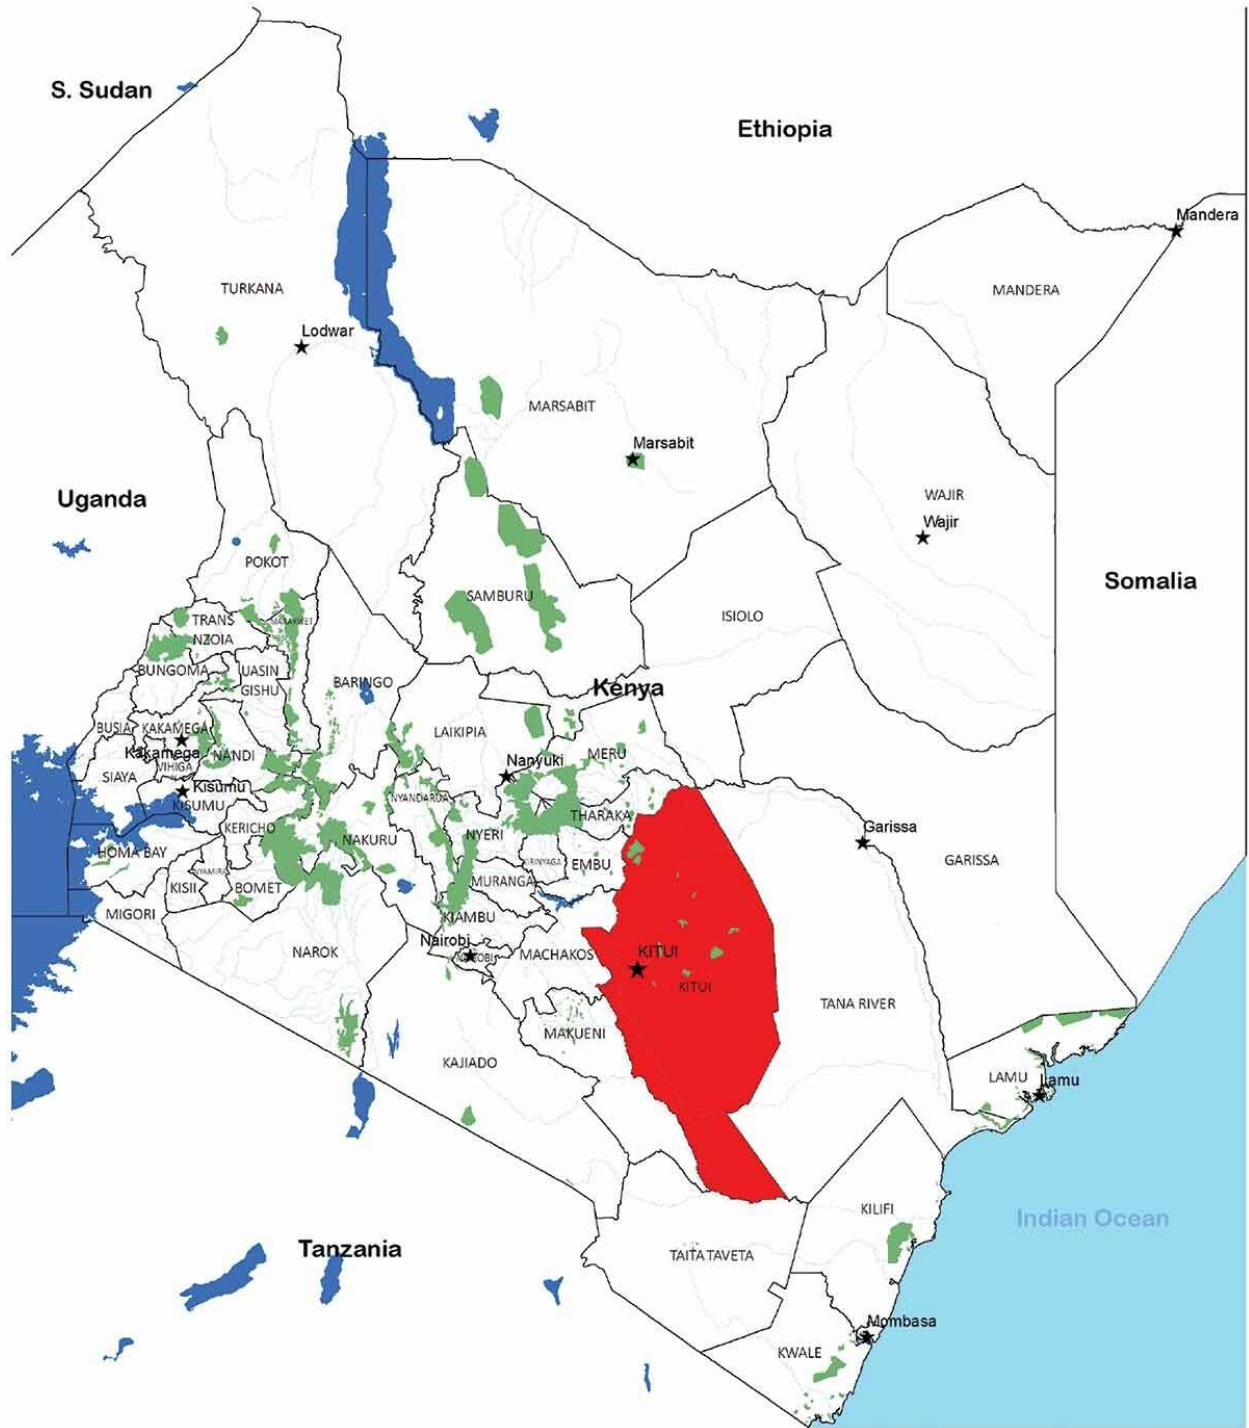 S. Sudan
Ethiopia
Mandera
MANDERA
TURKANA
Lodwar
MARSABIT
Marsabit
Uganda
WAJIR
Wajir
POKOT
Somalia
SAMBURU
ISIOLO
TRANS
NZOIA
MARAKWET
BUNGOMA
UASIN
GISHU
BARINGO
Kenya
BUSIA
KAKAMEGA
LAIKIPIA
Kakamega
NANDI
MERU
VIHIGA
Nanyuki
SIAYA
Kisumu
KISUMU
NYANDARUA
THARAKA
KERICHO
NAKURU
NYERI
Garissa
HOMA BAY
EMBU
GARISSA
NYAMIRA
KISII
BOMET
MURANGA
MIGORI
KIAMBU
Nairobi
NAROK
MACHAKOS
KITUI
KITUI
TANA RIVER
MAKUENI
KAJIADO
LAMU
Lamu
KILIFI
Indian Ocean
Tanzania
TAITA TAVETA
Mombasa
KWALE